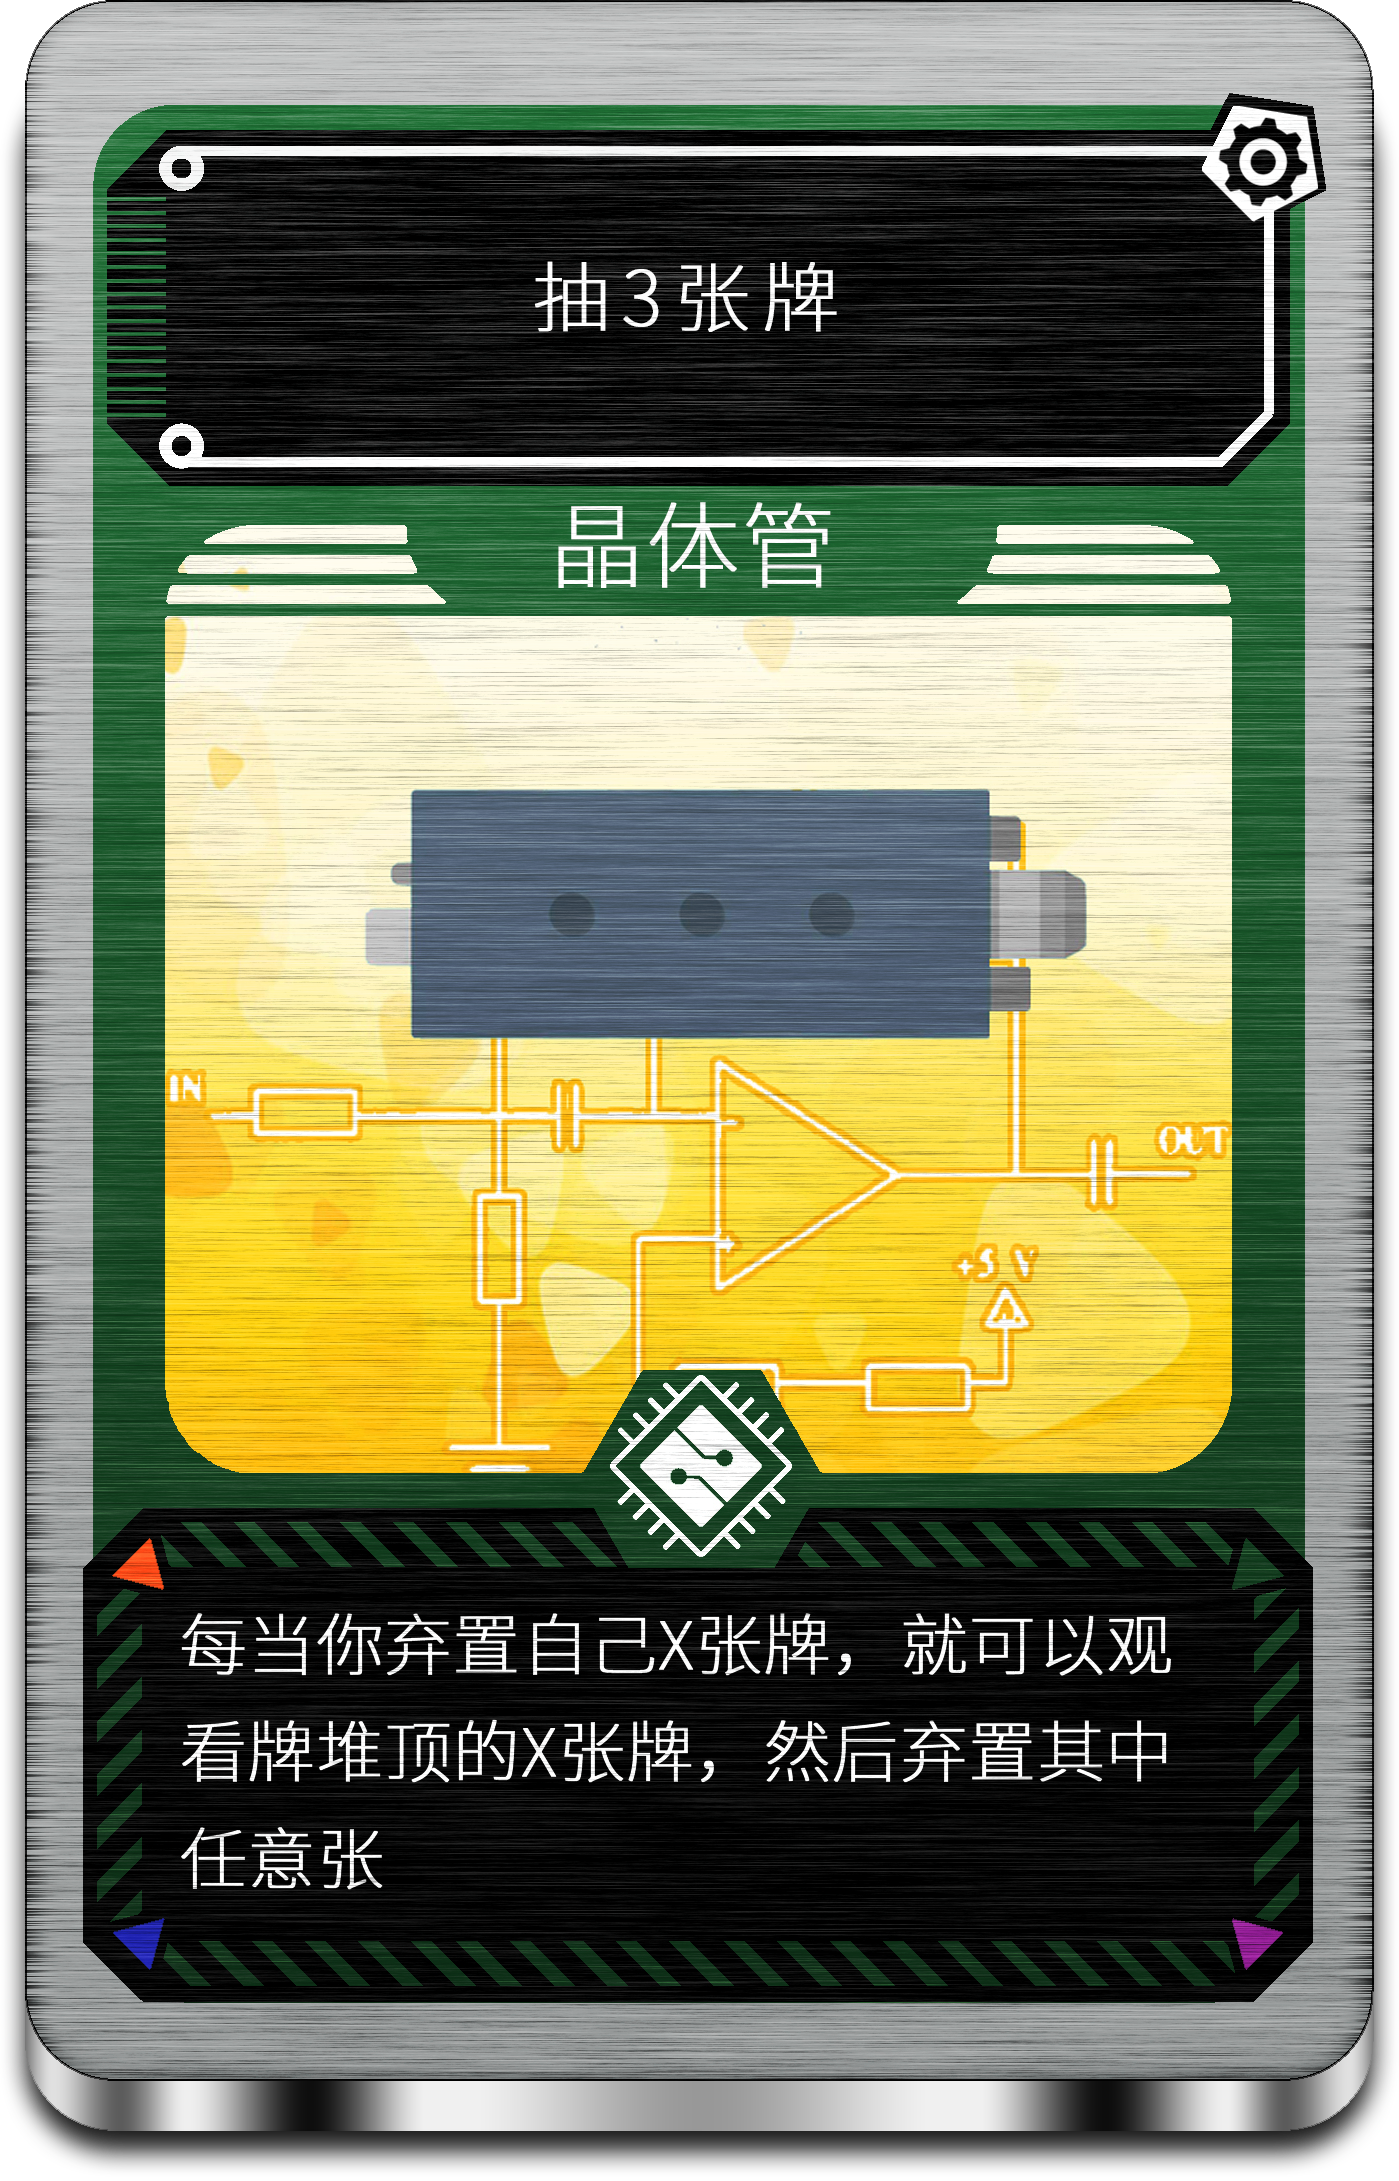 抽3张牌
晶体管
IN
OUT
+5 V
每当你弃置自己X张牌，就可以观
看牌堆顶的X张牌，然后弃置其中
任意张